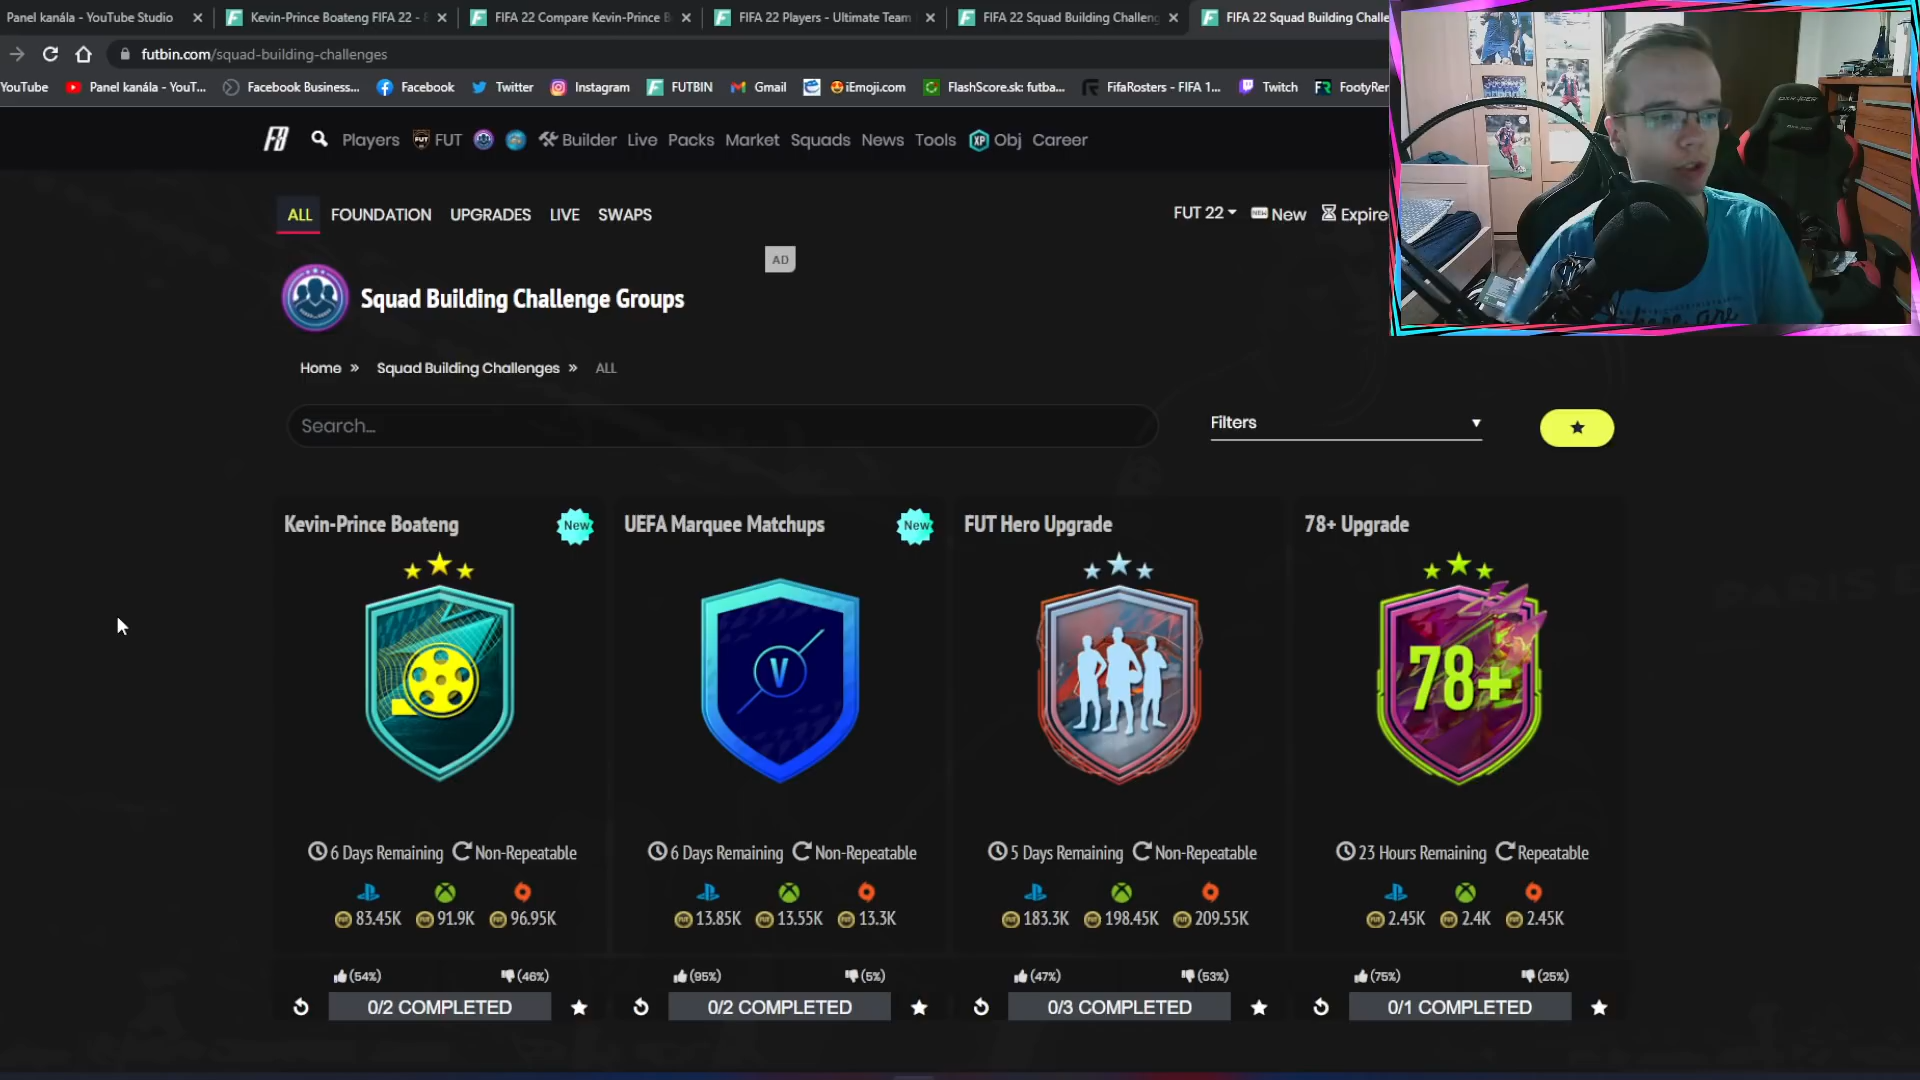 Panel kanála - YouTube Studio
Kevin-Prince Boateng FIFA 22 - 8
FIFA 22 Compare Kevin-Prince B
FIFA 22 Players - Ultimate Team
FIFA 22 Squad Building Challeng
FIFA 22 Squad Building Challe
futbin.com/squad-building-challenges
YouTube
Panel kanála - YouT...
Facebook Business...
Facebook
Twitter
Instagram
FUTBIN
Gmail
iEmoji.com
FlashScore.sk: futba...
FifaRosters - FIFA 1...
Twitch
FootyRen
Players
FUT
Builder
Live
Packs
Market
Squads
News
Tools
XP
Obj
Career
ALL
FOUNDATION
UPGRADES
LIVE
SWAPS
FUT 22
New
Expire
AD
Squad Building Challenge Groups
Home »
Squad Building Challenges »
ALL
Search...
Filters
Kevin-Prince Boateng
New
UEFA Marquee Matchups
New
FUT Hero Upgrade
78+ Upgrade
V
78+
6 Days Remaining
Non-Repeatable
6 Days Remaining
Non-Repeatable
5 Days Remaining
Non-Repeatable
23 Hours Remaining
Repeatable
83.45K
91.9K
96.95K
13.85K
13.55K
13.3K
183.3K
198.45K
209.55K
2.45K
2.4K
2.45K
(54%)
(46%)
(95%)
(5%)
(47%)
(53%)
(75%)
(25%)
0/2 COMPLETED
0/2 COMPLETED
0/3 COMPLETED
0/1 COMPLETED